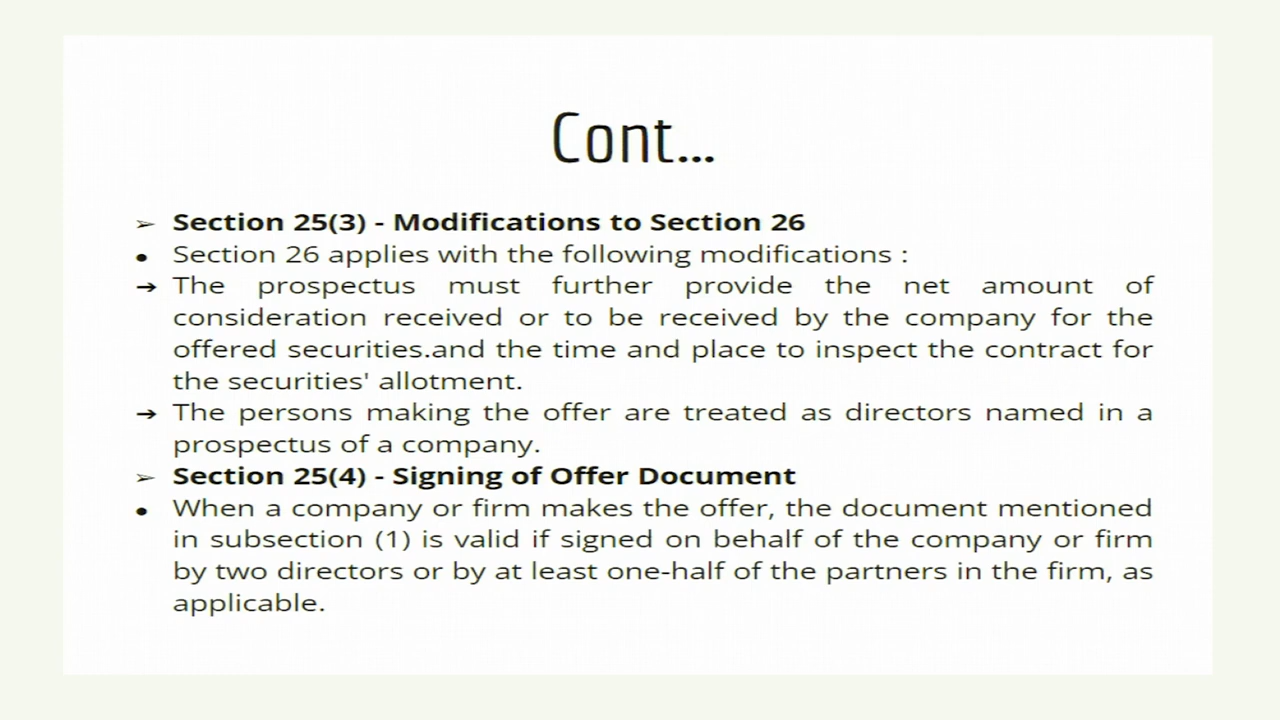 Cont...
➢ Section 25(3) - Modifications to Section 26
● Section 26 applies with the following modifications :
➔ The prospectus must further provide the net amount of
consideration received or to be received by the company for the
offered securities.and the time and place to inspect the contract for
the securities' allotment.
➔ The persons making the offer are treated as directors named in a
prospectus of a company.
➢ Section 25(4) - Signing of Offer Document
● When a company or firm makes the offer, the document mentioned
in subsection (1) is valid if signed on behalf of the company or firm
by two directors or by at least one-half of the partners in the firm, as
applicable.